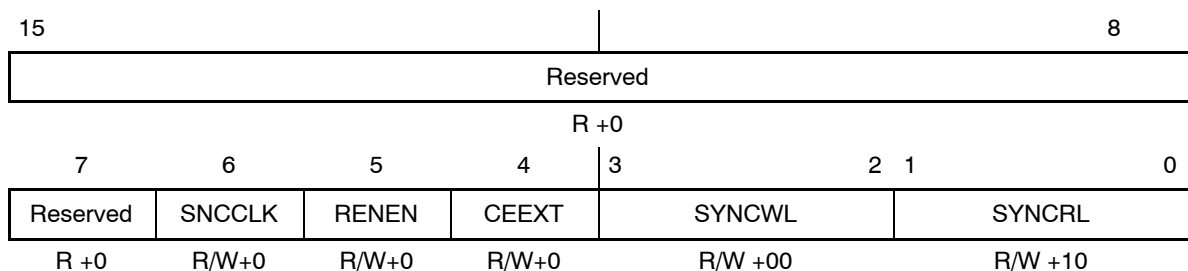 15 8
Reserved
R +0
7 6 5 4 3 2 1 0
Reserved SNCCLK RENEN CEEXT SYNCWL SYNCRL
R +0 R/W+0 R/W+0 R/W+0 R/W +00 R/W +10